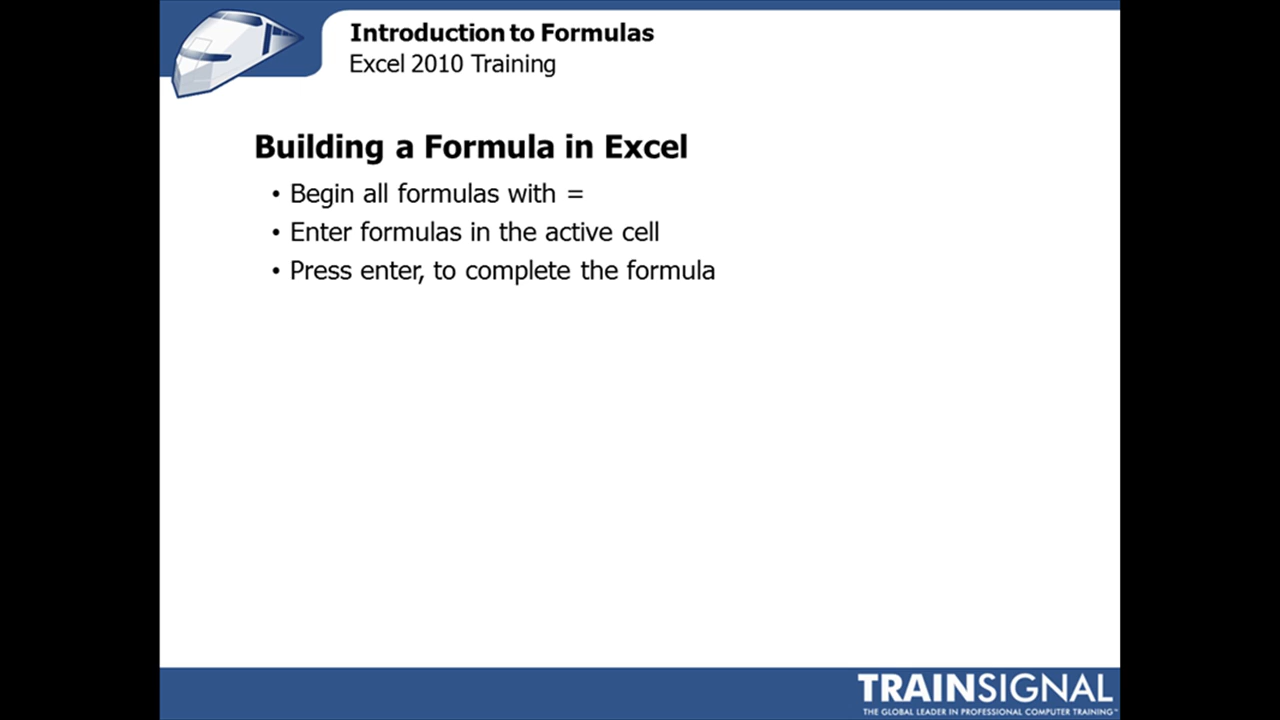 Introduction to Formulas
Excel 2010 Training
Building a Formula in Excel
• Begin all formulas with =
• Enter formulas in the active cell
• Press enter, to complete the formula
TRAINSIGNAL
THE GLOBAL LEADER IN PROFESSIONAL COMPUTER TRAINING™